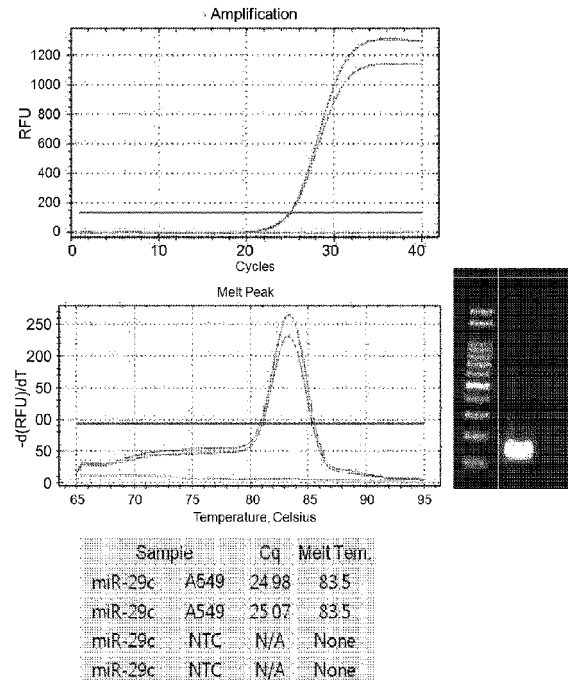 Amplification
1200
1000
800
600
400
200
0
RFU
0 10 20 30 40
Cycles
Melt Peak
250
200
50
00
50
0
-d(RFU)/dT
65 70 75 80 85 90 95
Temperature, Celsius
Sample Cq Melt Tem.
miR-29c A549 24.98 83.5
miR-29c A549 25.07 83.5
miR-29c NTC N/A None
miR-29c NTC N/A None